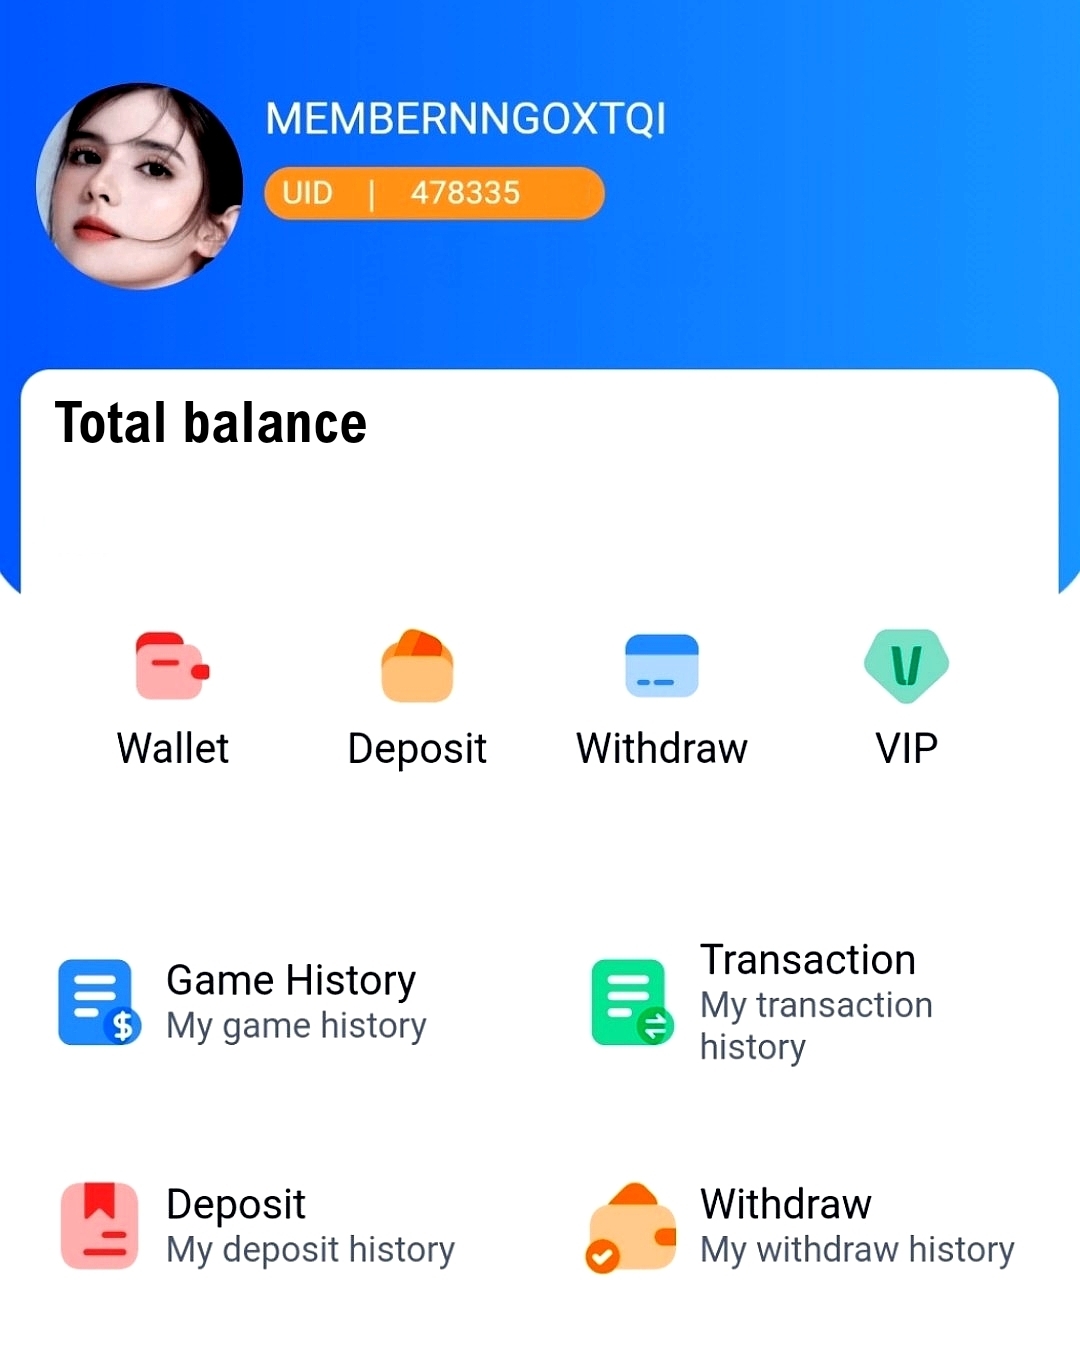 MEMBERNNGOXTQI
UID | 478335
Total balance
Wallet
Deposit
Withdraw
VIP
Game History
My game history
Transaction
My transaction
history
Deposit
My deposit history
Withdraw
My withdraw history